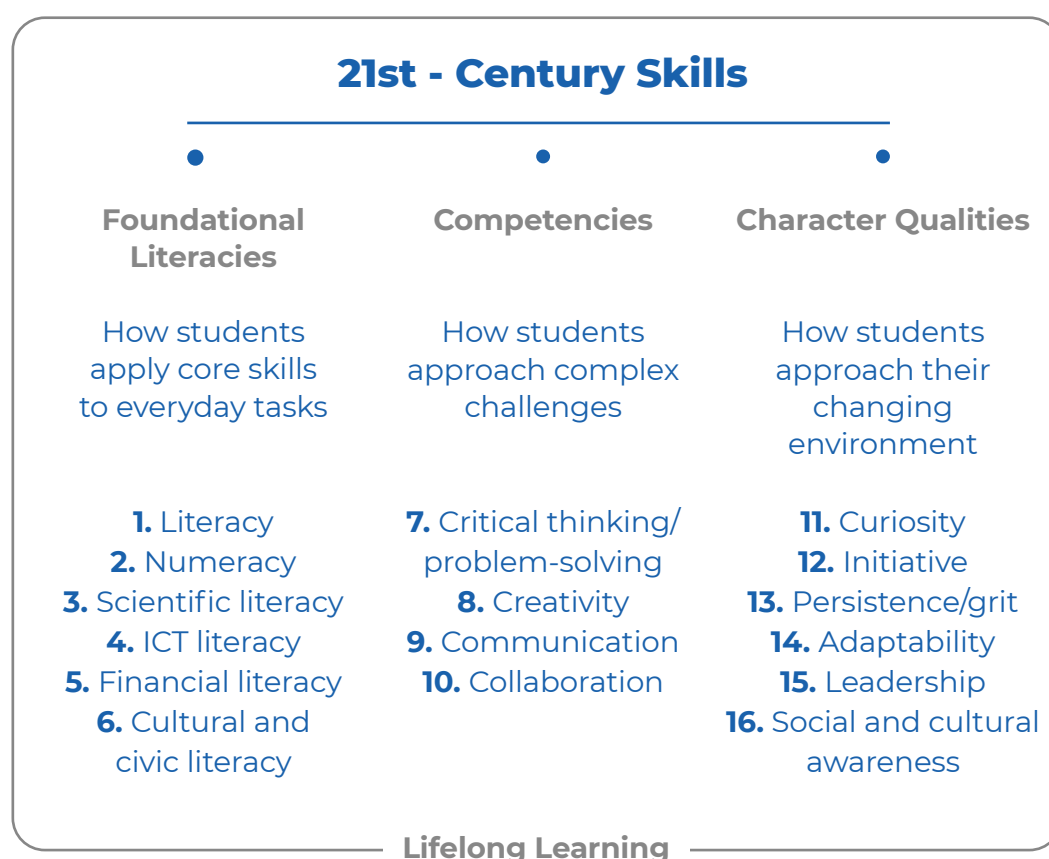 21st - Century Skills
Foundational
Literacies
How students
apply core skills
to everyday tasks
1. Literacy
2. Numeracy
3. Scientific literacy
4. ICT literacy
5. Financial literacy
6. Cultural and
civic literacy
Competencies
How students
approach complex
challenges
7. Critical thinking/
problem-solving
8. Creativity
9. Communication
10. Collaboration
Character Qualities
How students
approach their
changing
environment
11. Curiosity
12. Initiative
13. Persistence/grit
14. Adaptability
15. Leadership
16. Social and cultural
awareness
Lifelong Learning